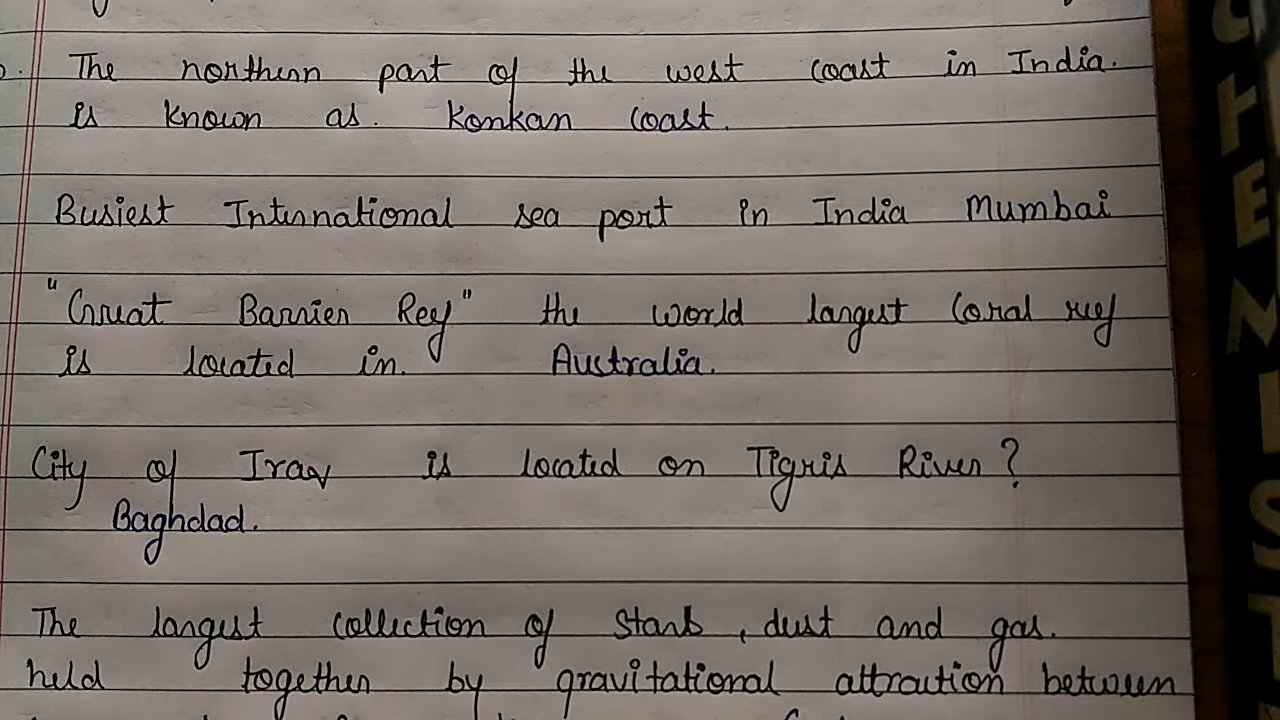 The northern part of the west coast in India.
is known as. Konkan coast.
Busiest International sea port in India Mumbai
"Great Barrier Reef" the world largest Coral reef
is located in. Australia.
City of Iraq is located on Tigris River?
Baghdad.
The largest collection of stars, dust and gas.
held together by gravitational attraction between